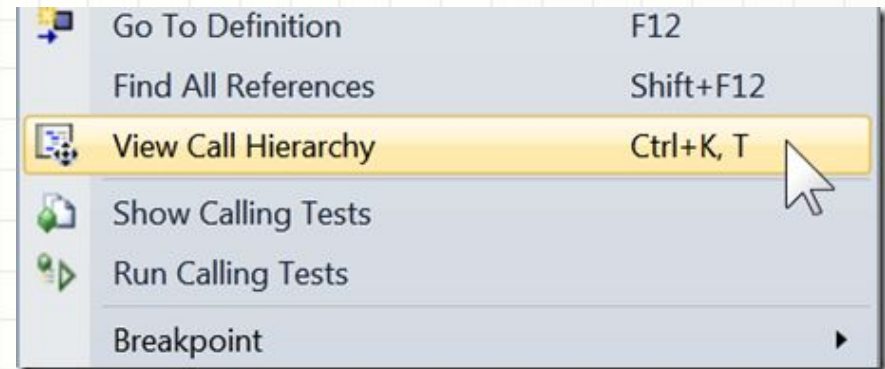 Go To Definition F12
Find All References Shift+F12
View Call Hierarchy Ctrl+K, T
Show Calling Tests
Run Calling Tests
Breakpoint